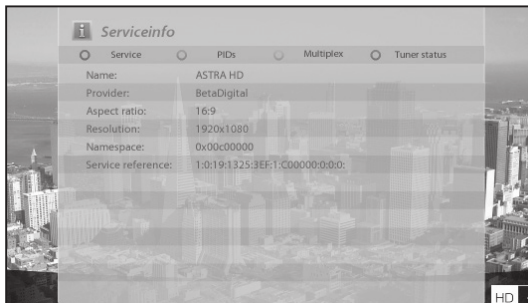 i Serviceinfo
Service PIDs Multiplex Tuner status
Name: ASTRA HD
Provider: BetaDigital
Aspect ratio: 16:9
Resolution: 1920x1080
Namespace: 0x00c00000
Service reference: 1:0:19:1325:3EF:1:C00000:0:0:0:
HD